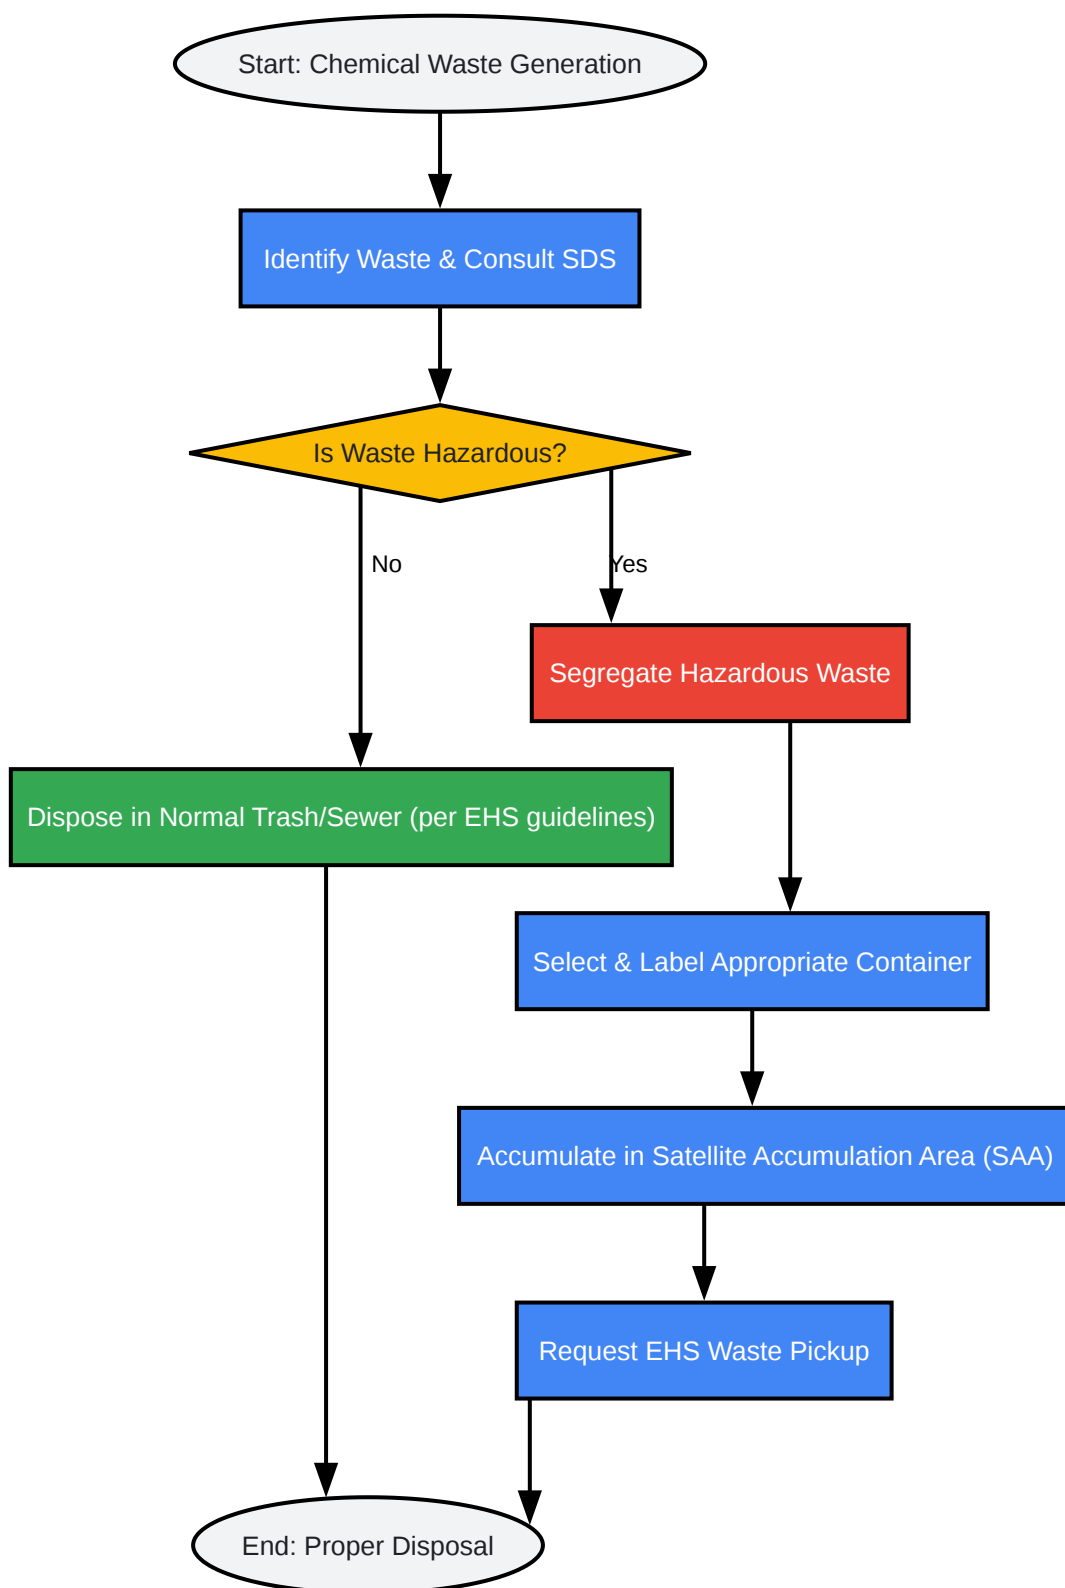 Start: Chemical Waste Generation
Identify Waste & Consult SDS
Is Waste Hazardous?
No
Yes
Segregate Hazardous Waste
Dispose in Normal Trash/Sewer (per EHS guidelines)
Select & Label Appropriate Container
Accumulate in Satellite Accumulation Area (SAA)
Request EHS Waste Pickup
End: Proper Disposal